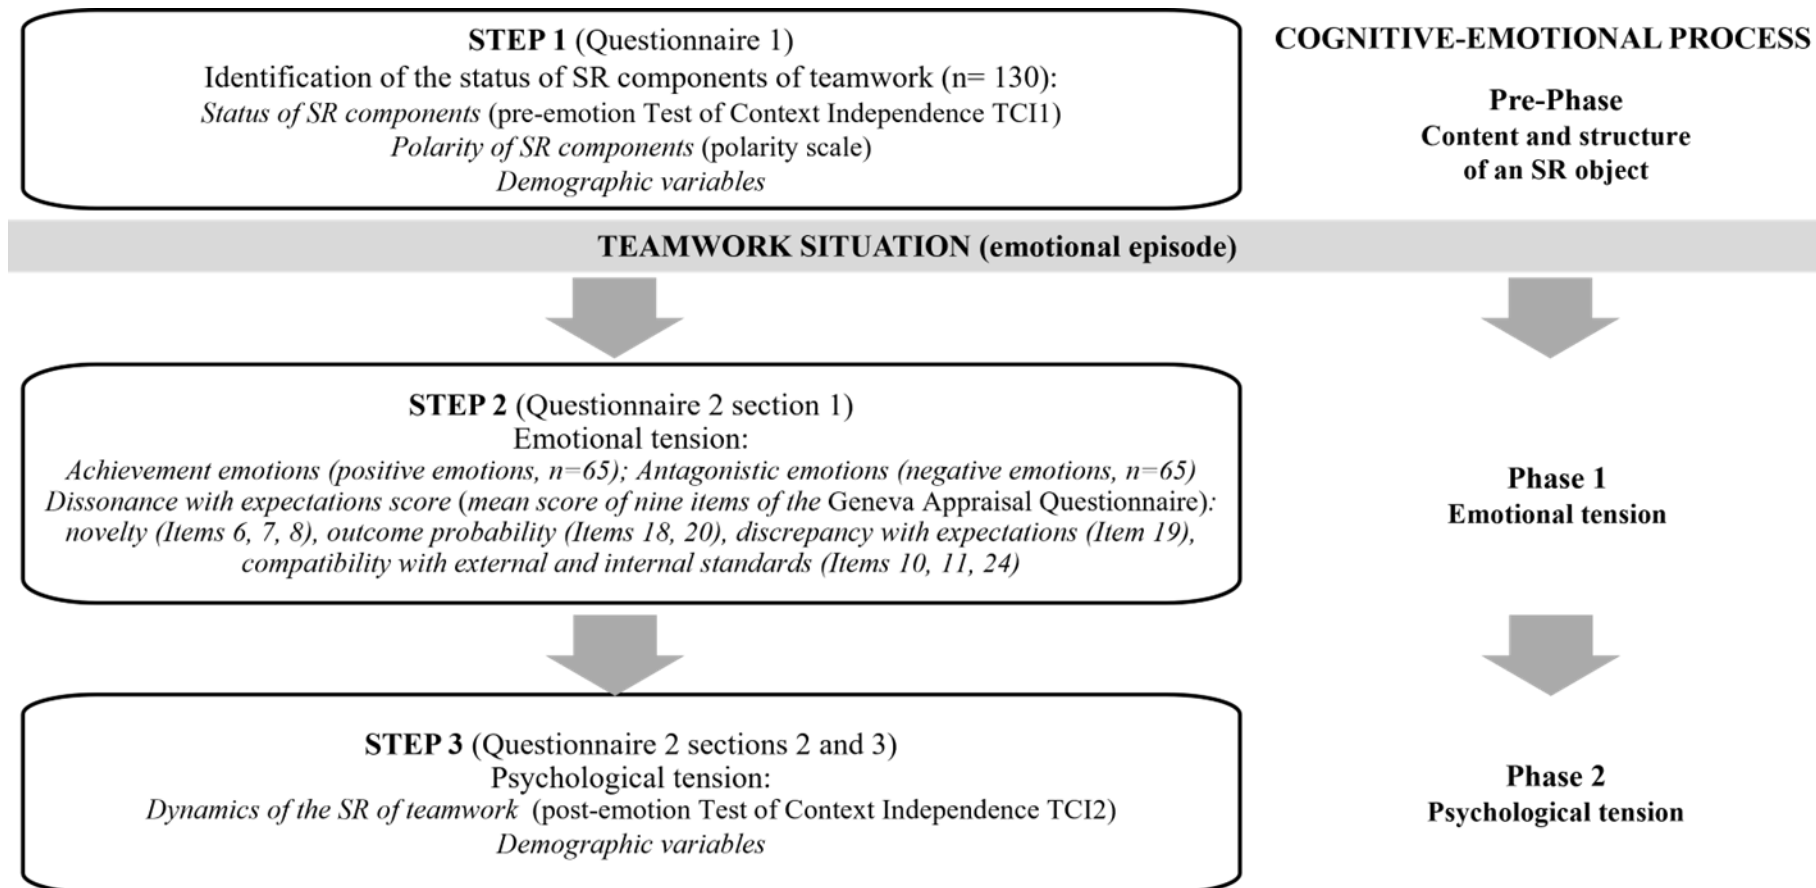 STEP 1 (Questionnaire 1)
Identification of the status of SR components of teamwork (n= 130):
Status of SR components (pre-emotion Test of Context Independence TCI1)
Polarity of SR components (polarity scale)
Demographic variables
COGNITIVE-EMOTIONAL PROCESS
Pre-Phase
Content and structure
of an SR object
TEAMWORK SITUATION (emotional episode)
STEP 2 (Questionnaire 2 section 1)
Emotional tension:
Achievement emotions (positive emotions, n=65); Antagonistic emotions (negative emotions, n=65)
Dissonance with expectations score (mean score of nine items of the Geneva Appraisal Questionnaire):
novelty (Items 6, 7, 8), outcome probability (Items 18, 20), discrepancy with expectations (Item 19),
compatibility with external and internal standards (Items 10, 11, 24)
Phase 1
Emotional tension
STEP 3 (Questionnaire 2 sections 2 and 3)
Psychological tension:
Dynamics of the SR of teamwork (post-emotion Test of Context Independence TCI2)
Demographic variables
Phase 2
Psychological tension